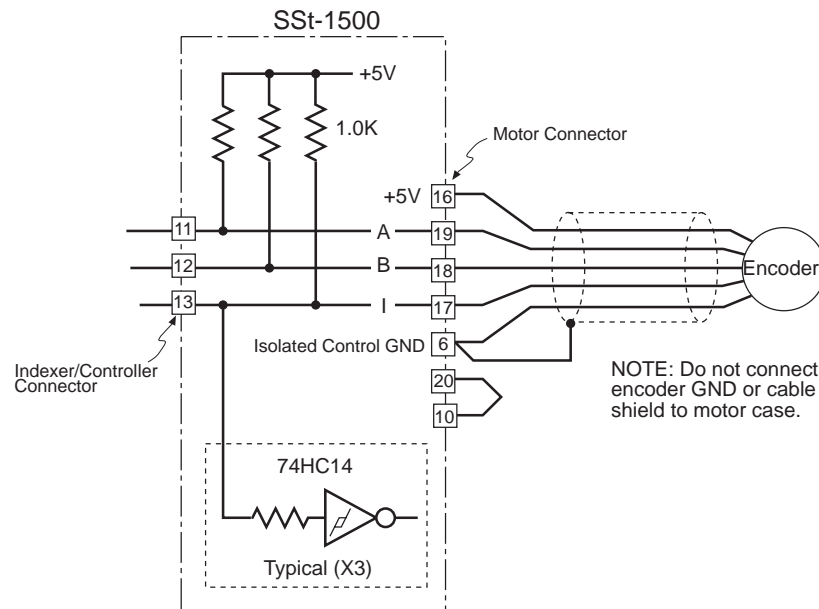 SSt-1500
+5V
1.0K
Motor Connector
+5V
16
11
A
19
12
B
18
Encoder
13
I
17
Isolated Control GND
6
Indexer/Controller
Connector
20
10
NOTE: Do not connect
encoder GND or cable
shield to motor case.
74HC14
Typical (X3)